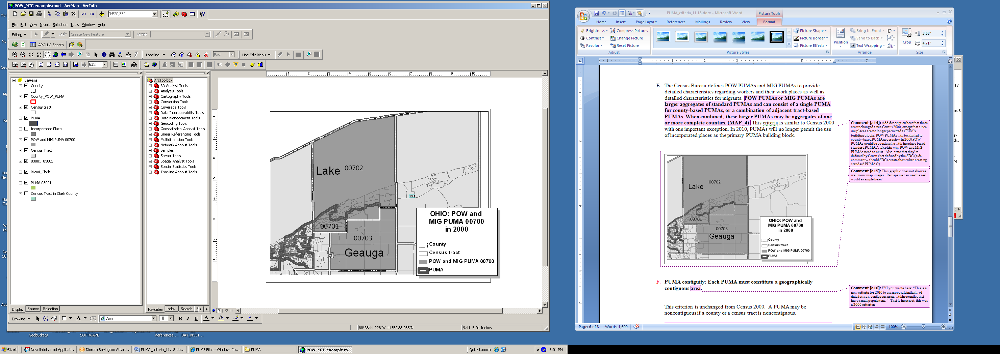 POW_MIG example.mxd - ArcMap - ArcInfo
1:520,332
File Edit View Insert Selection Tools Window Help
Editor Task: Create New Feature Target:
APOLLO Search
Labeling Fast Line Edit Menu
63%
Layers
County
County_POW_PUMA
Census tract
PUMA
Incorporated Place
POW and MIG PUMA 00700
Census Tract
03001_03002
Miami_Clark
PUMA 03001
Census Tract in Clark County
Display Source Selection
ArcToolbox
3D Analyst Tools
Analysis Tools
Cartography Tools
Conversion Tools
Coverage Tools
Data Interoperability Tools
Data Management Tools
Geocoding Tools
Geostatistical Analyst Tools
Linear Referencing Tools
Multidimension Tools
Network Analyst Tools
Samples
Server Tools
Spatial Analyst Tools
Spatial Statistics Tools
Tracking Analyst Tools
Favorites Index Search
1 2 3 4 5 6 7 8 9 10
Lake 00702
Text
00701
00703
Geauga
OHIO: POW and
MIG PUMA 00700
in 2000
County
Census tract
POW and MIG PUMA 00700
PUMA
Drawing Arial 10 B I U A
80°38'44.228"W 41°52'23.085"N 9.41 5.01 Inches
Geobuckets
SOFTWARE
References....
DAY_NOV1...
Start Novell-delivered Applicati... Dierdre Bevington Attard... PUMA_criteria_11.18.do... PUMS Files - Windows In... PUMA POW_MIG example.m... Quick Launch 6:01 PM
PUMA_criteria_11.18.docx - Microsoft Word Picture Tools
Home Insert Page Layout References Mailings Review View Format
Brightness Compress Pictures Picture Shape Bring to Front 3.58"
Contrast Change Picture Picture Border Send to Back 4.71"
Recolor Reset Picture Picture Effects Position Text Wrapping Crop
Adjust Picture Styles Arrange Size
E. The Census Bureau defines POW PUMAs and MIG PUMAs to provide
detailed characteristics regarding workers and their work places as well as
detailed characteristics for migrants. POW PUMAs or MIG PUMAs are
larger aggregates of standard PUMAs and can consist of a single PUMA
for county-based PUMAs, or a combination of adjacent tract-based
PUMAs. When combined, these larger PUMAs may be aggregates of one
or more complete counties. (MAP_4) This criteria is similar to Census 2000
with one important exception. In 2010, PUMAs will no longer permit the use
of incorporated places as the primary PUMA building block.
Comment [a14]: Add description here that these
are unchanged since Census 2000, except that since
inc places are no longer permitted as PUMA
building blocks, POW PUMAs will be limited to
county-based PUMA geography (In 2000 POW
PUMAs could be coextensive with inc place based
standard PUMAs). Explain why POW and MIG
PUMAs need to exist. Also, state that they're
defined by Census/not defined by the SDC (side
comment – should SDCs create them when creating
standard PUMAs?)
Comment [a15]: This graphic does not show as
well your map images. Perhaps we can use the real
world example here?
00702
Lake
00701
00703
Geauga
OHIO: POW and
MIG PUMA 00700
in 2000
County
Census tract
POW and MIG PUMA 00700
PUMA
F. PUMA contiguity: Each PUMA must constitute a geographically
contiguous area.
Comment [a16]: FYI you wrote here: "This is a
new criteria for 2010 to ensure confidentiality of
data for non-contiguous areas within counties that
have small populations. " That is incorrect: this was
a 2000 criterion
This criterion is unchanged from Census 2000. A PUMA may be
noncontiguous if a county or a census tract is noncontiguous.
Page: 6 of 8 Words: 1,699 100%